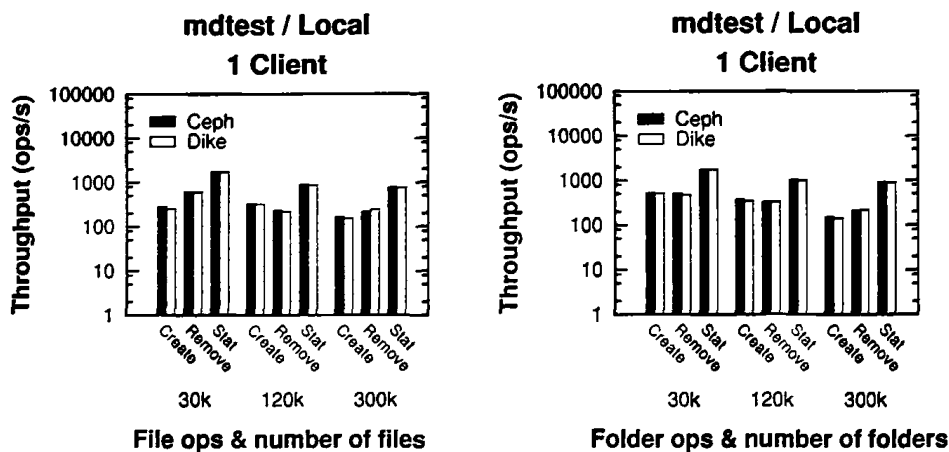 mdtest / Local
1 Client
Throughput (ops/s)
100000
10000
1000
100
10
1
Ceph
Dike
Create
Remove
Stat
Create
Remove
Stat
Create
Remove
Stat
30k
120k
300k
File ops & number of files
mdtest / Local
1 Client
Throughput (ops/s)
100000
10000
1000
100
10
1
Ceph
Dike
Create
Remove
Stat
Create
Remove
Stat
Create
Remove
Stat
30k
120k
300k
Folder ops & number of folders